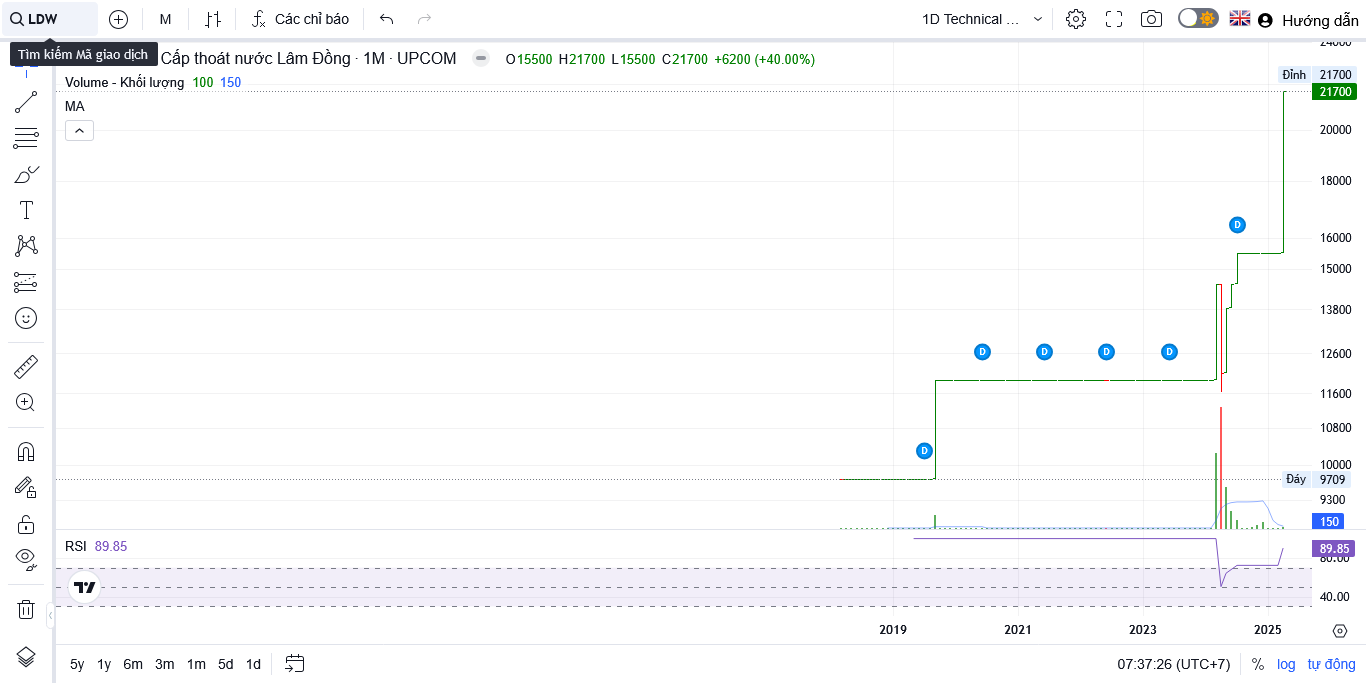 LDW
M
Các chỉ báo
1D Technical ...
Hướng dẫn
Tìm kiếm Mã giao dịch
Cấp thoát nước Lâm Đồng · 1M · UPCOM
O15500 H21700 L15500 C21700 +6200 (+40.00%)
Volume - Khối lượng 100 150
MA
24000
Đỉnh 21700
21700
20000
18000
D
16000
15000
13800
D D D D
12600
11600
10800
D
10000
Đáy 9709
9300
150
RSI 89.85
89.85
80.00
40.00
2019 2021 2023 2025
5y 1y 6m 3m 1m 5d 1d
07:37:26 (UTC+7)
% log tự động